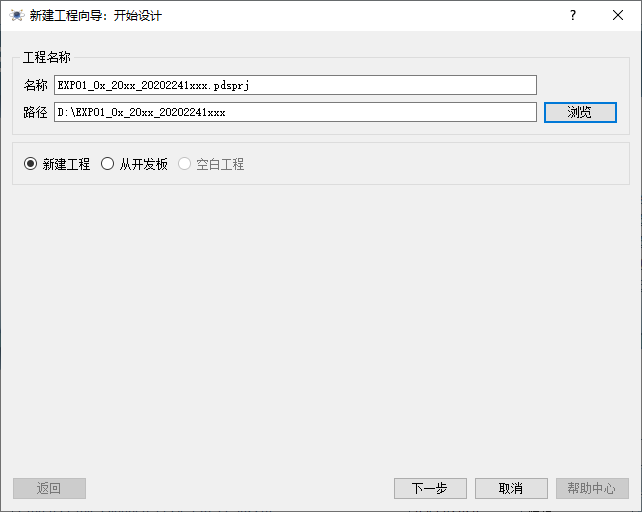 新建工程向导：开始设计
工程名称
名称 EXP01_0x_20xx_20202241xxx.pdsprj
路径 D:\EXP01_0x_20xx_20202241xxx 浏览
新建工程 从开发板 空白工程
返回 下一步 取消 帮助中心